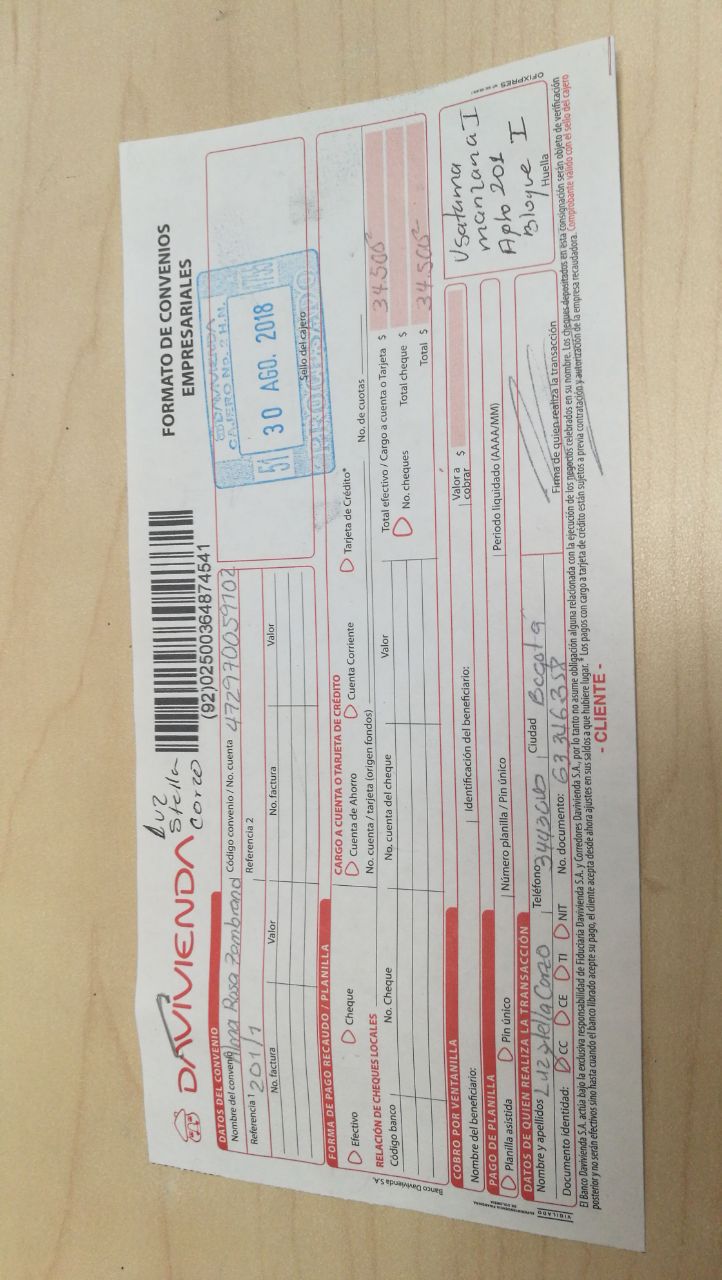 DAVIVIENDA
Luz
Stella
Corzo
(92)02500364874541
FORMATO DE CONVENIOS
EMPRESARIALES
DATOS DEL CONVENIO
Nombre del convenio Alma Rosa Zambrano Código convenio / No. cuenta 472970059102
Referencia 1 201/1 Referencia 2
No. factura Valor No. factura Valor
DAVIVIENDA
CAJERO No. 2 H.N.
51 30 AGO. 2018
Sello del cajero
FORMA DE PAGO RECAUDO / PLANILLA
Efectivo Cheque
CARGO A CUENTA O TARJETA DE CRÉDITO
Cuenta de Ahorro Cuenta Corriente Tarjeta de Crédito*
No. cuenta / tarjeta (origen fondos) No. de cuotas
RELACIÓN DE CHEQUES LOCALES
Código banco No. Cheque No. cuenta del cheque Valor
Total efectivo / Cargo a cuenta o Tarjeta $ 34.500
No. cheques Total cheque $
Total $ 34.500
Banco Davivienda S.A.
COBRO POR VENTANILLA
Nombre del beneficiario: Identificación del beneficiario: Valor a cobrar $
PAGO DE PLANILLA
Planilla asistida Pin único Número planilla / Pin único Periodo liquidado (AAAA/MM)
DATOS DE QUIEN REALIZA LA TRANSACCIÓN
Nombre y apellidos Luz Stella Corzo Teléfono Ciudad Bogotá
Documento identidad: CC CE TI NIT No. documento: 63346358
Firma de quien realiza la transacción
Usatama
manzana I
Apto 201
Bloque I
Huella
El Banco Davivienda S.A. actúa bajo la exclusiva responsabilidad de Fiduciaria Davivienda S.A. y Corredores Davivienda S.A., por lo tanto no asume obligación alguna relacionada con la ejecución de los negocios celebrados en su nombre. Los cheques depositados en esta consignación serán objeto de verificación
posterior y no serán efectivos sino hasta cuando el banco librado acepte su pago, el cliente acepta desde ahora ajustes en sus saldos a que hubiere lugar. * Los pagos con cargo a tarjeta de crédito están sujetos a previa contratación y autorización de la empresa recaudadora. Comprobante válido con el sello del cajero
- CLIENTE -
VIGILADO SUPERINTENDENCIA FINANCIERA DE COLOMBIA
OFIXPRES